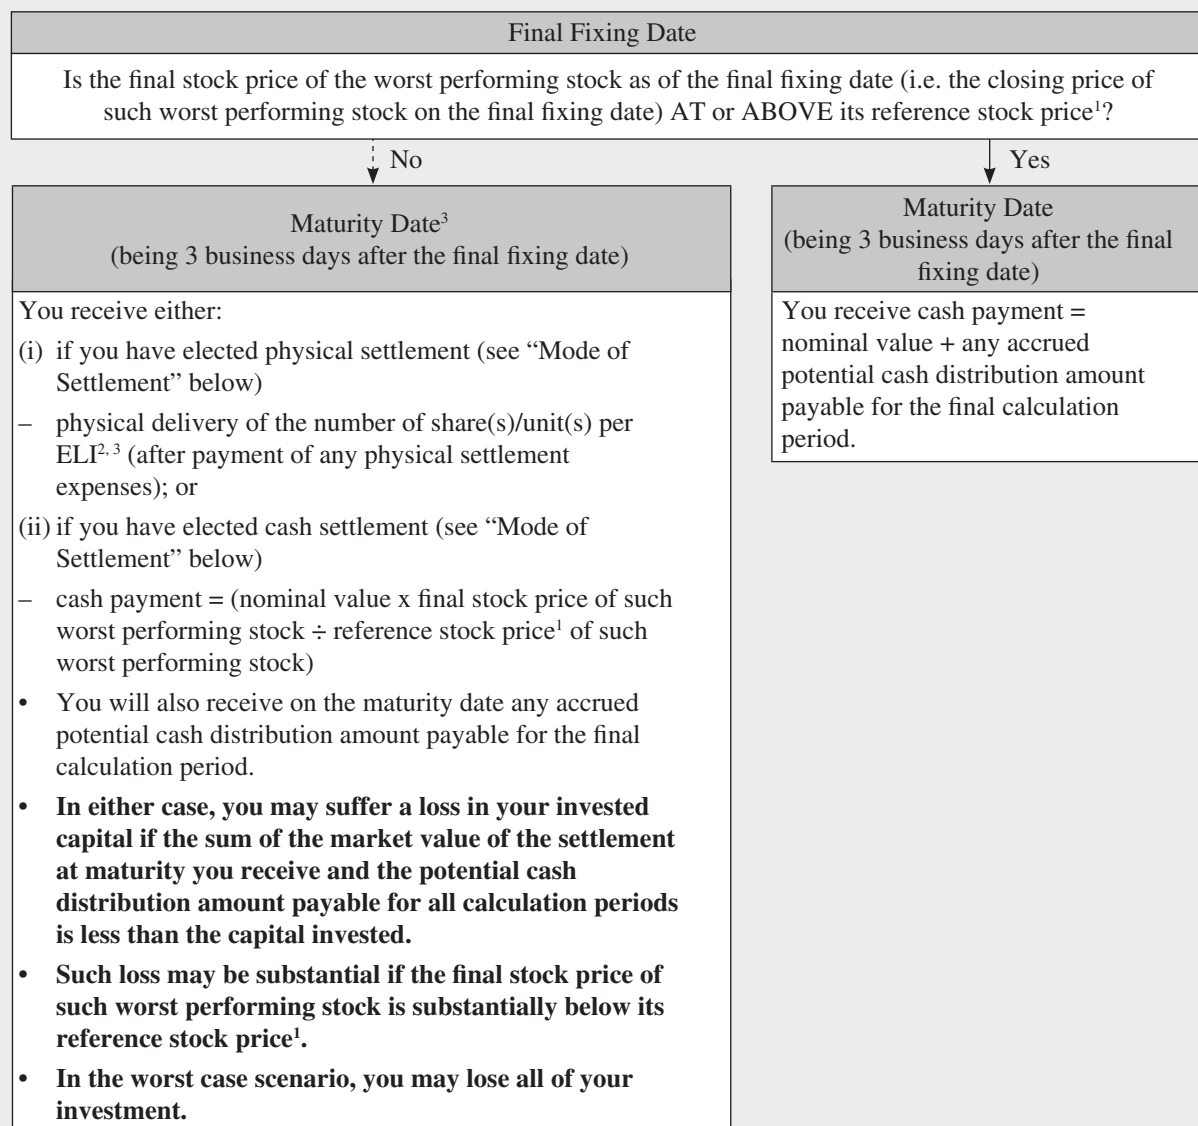 Final Fixing Date
Is the final stock price of the worst performing stock as of the final fixing date (i.e. the closing price of
such worst performing stock on the final fixing date) AT or ABOVE its reference stock price¹?
No
Yes
Maturity Date³
(being 3 business days after the final fixing date)
You receive either:
(i) if you have elected physical settlement (see “Mode of
Settlement” below)
– physical delivery of the number of share(s)/unit(s) per
ELI²,³ (after payment of any physical settlement
expenses); or
(ii) if you have elected cash settlement (see “Mode of
Settlement” below)
– cash payment = (nominal value x final stock price of such
worst performing stock ÷ reference stock price¹ of such
worst performing stock)
• You will also receive on the maturity date any accrued
potential cash distribution amount payable for the final
calculation period.
• In either case, you may suffer a loss in your invested
capital if the sum of the market value of the settlement
at maturity you receive and the potential cash
distribution amount payable for all calculation periods
is less than the capital invested.
• Such loss may be substantial if the final stock price of
such worst performing stock is substantially below its
reference stock price¹.
• In the worst case scenario, you may lose all of your
investment.
Maturity Date
(being 3 business days after the final
fixing date)
You receive cash payment =
nominal value + any accrued
potential cash distribution amount
payable for the final calculation
period.